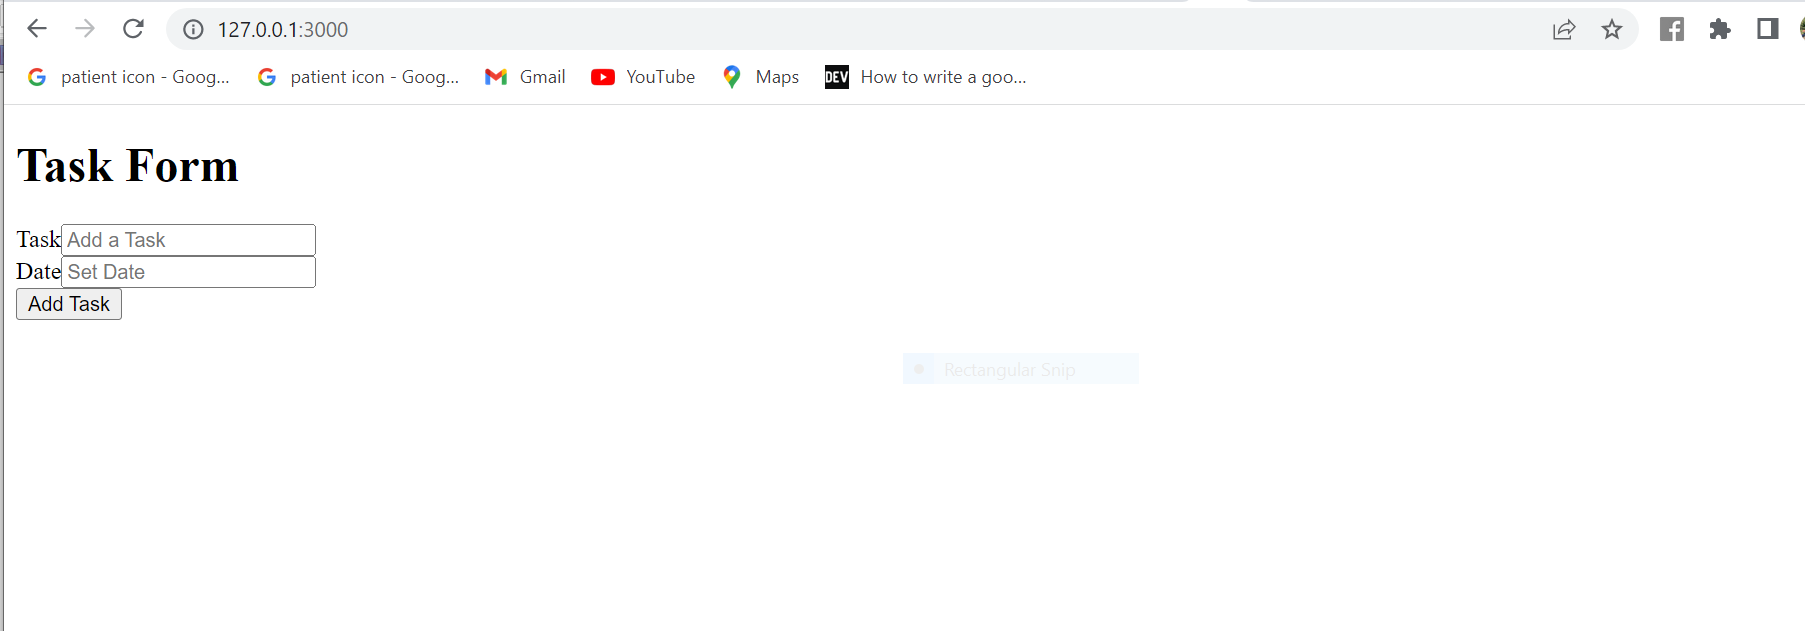 127.0.0.1:3000
patient icon - Goog... patient icon - Goog... Gmail YouTube Maps DEV How to write a goo...
Task Form
Task Add a Task
Date Set Date
Add Task
Rectangular Snip